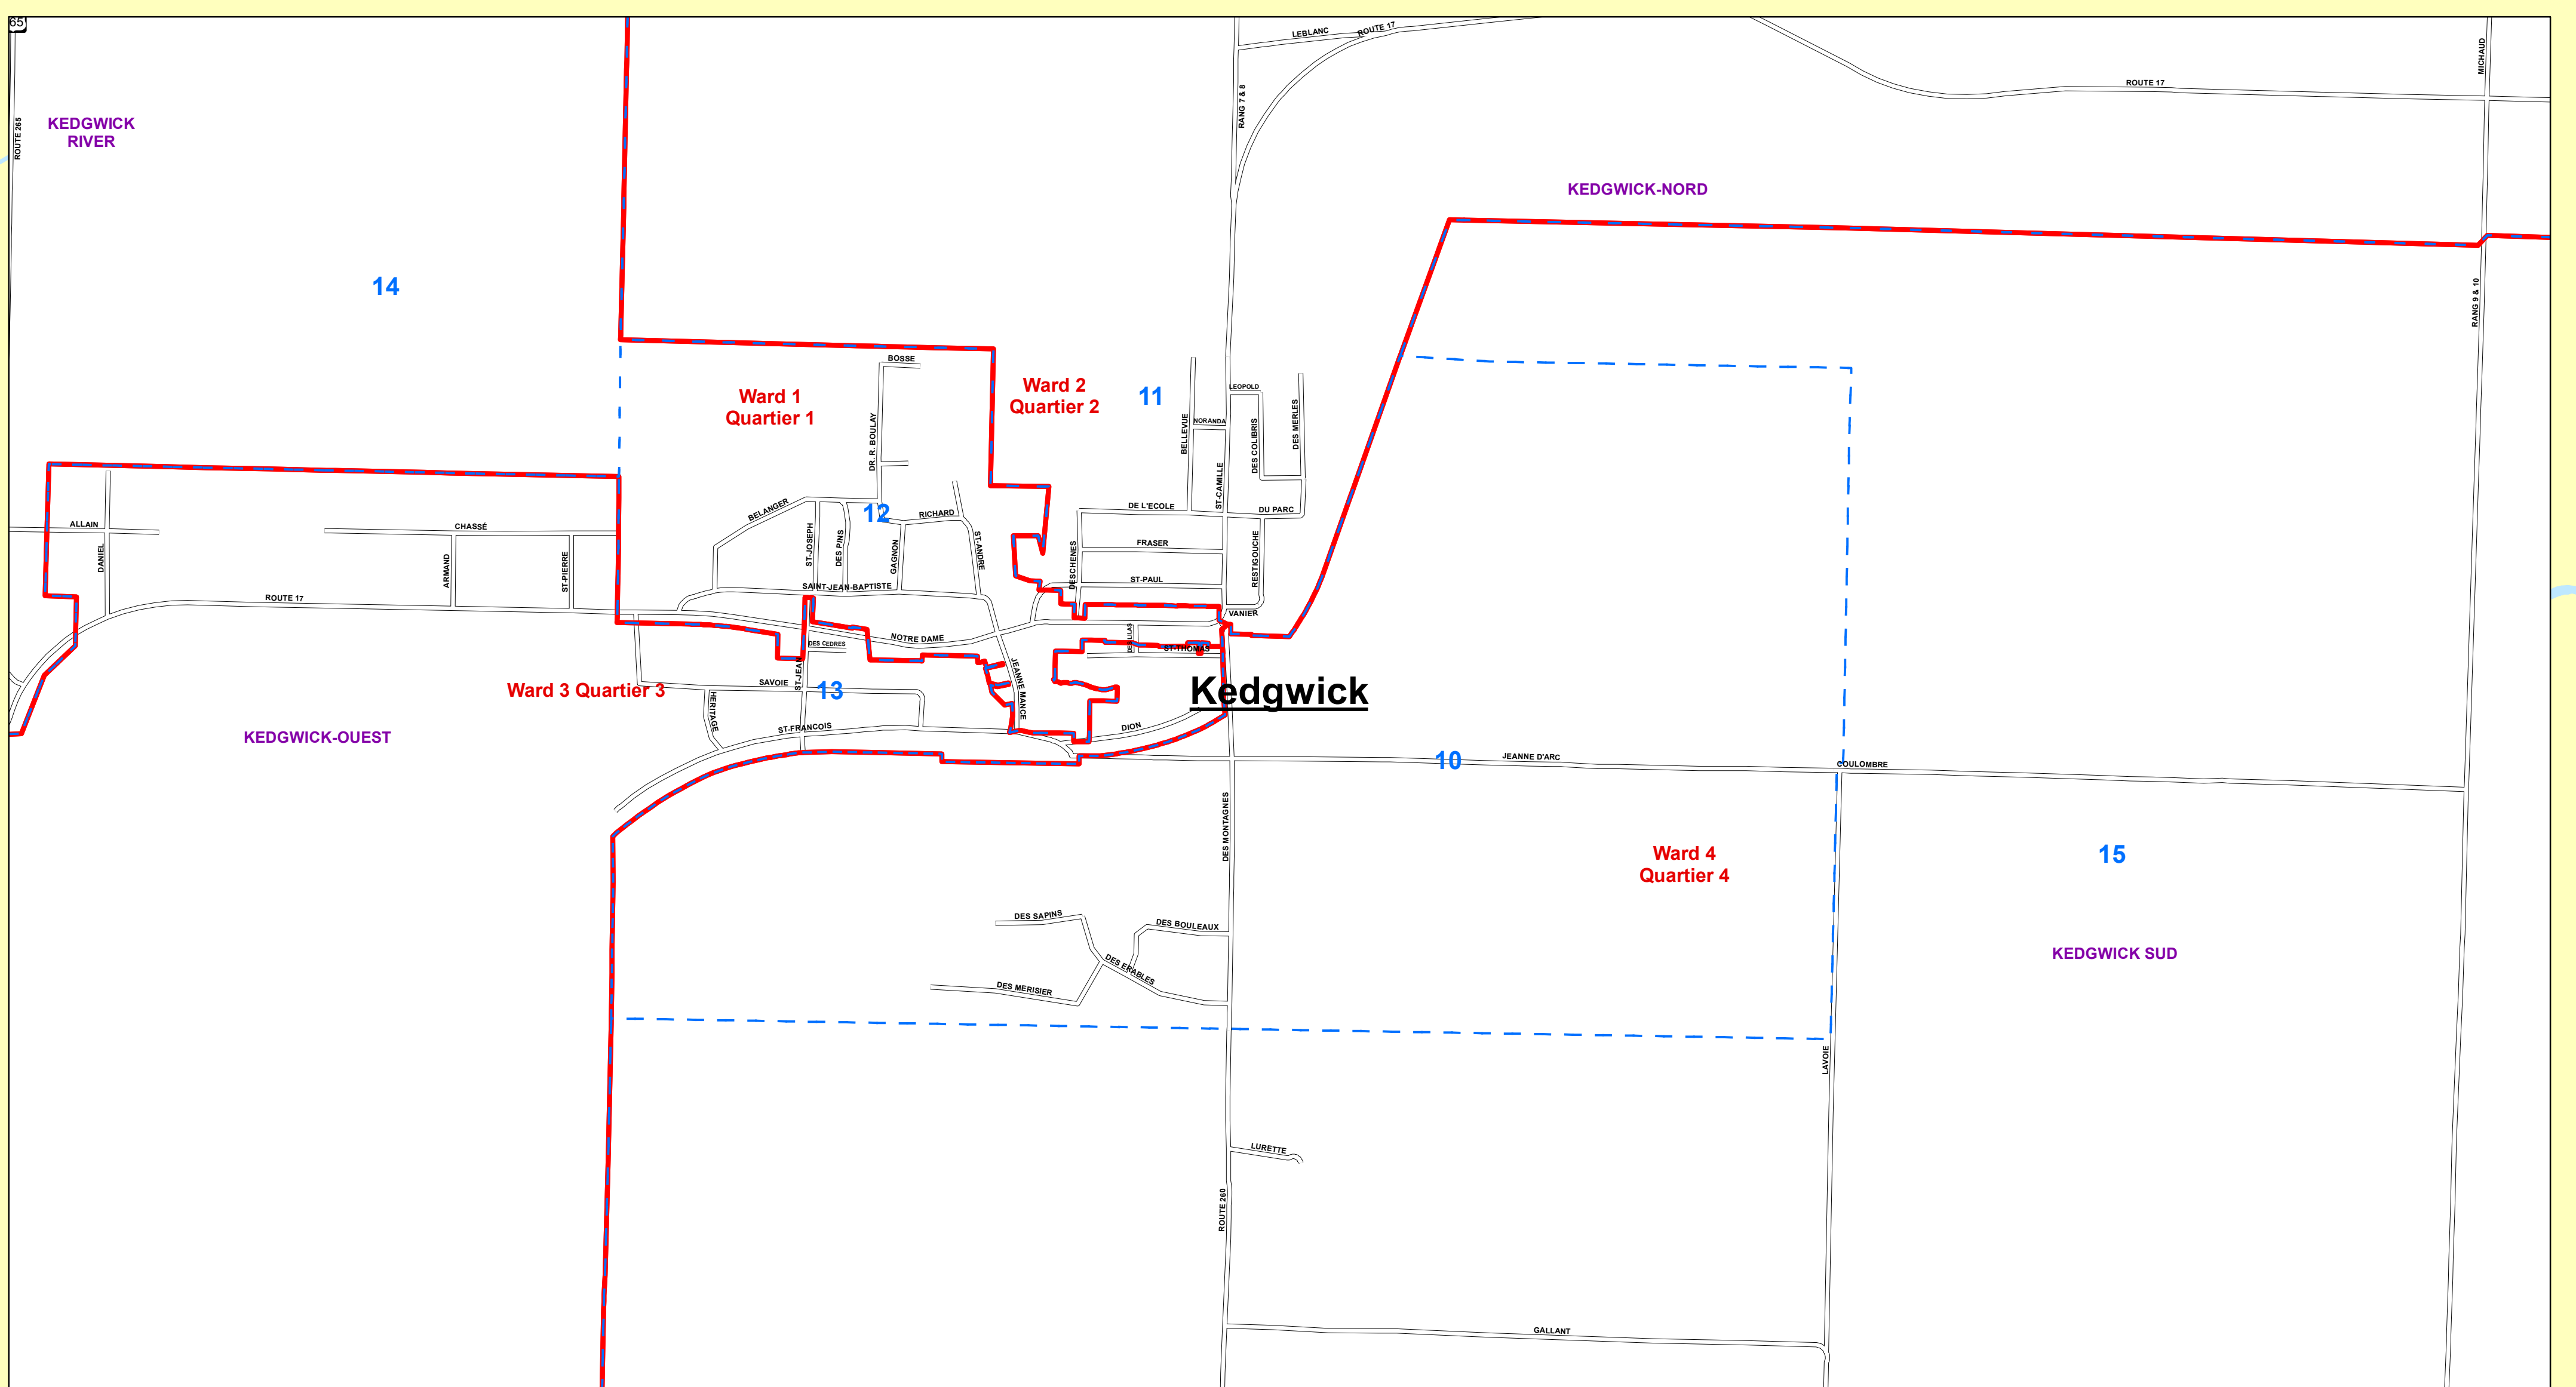 65
LEBLANC
ROUTE 17
MICHAUD
ROUTE 17
RANG 7 & 8
KEDGWICK
RIVER
ROUTE 265
KEDGWICK-NORD
14
RANG 9 & 10
BOSSE
Ward 1
Quartier 1
Ward 2
Quartier 2
11
LEOPOLD
NORANDA
BELLEVUE
DES COLIBRIS
DES MERLES
DR. R. BOULAY
ST-CAMILLE
BELANGER
12
RICHARD
DE L'ECOLE
DU PARC
ALLAIN
CHASSÉ
ST-JOSEPH
DES PINS
GAGNON
ST-ANDRE
FRASER
DESCHENES
RESTIGOUCHE
DANIEL
ARMAND
ST-PIERRE
SAINT-JEAN-BAPTISTE
ST-PAUL
ROUTE 17
VANIER
NOTRE DAME
DES LILAS
DES CEDRES
ST-THOMAS
JEANNE MANCE
ST-JEAN
SAVOIE
13
Ward 3 Quartier 3
Kedgwick
HERITAGE
ST-FRANCOIS
DION
KEDGWICK-OUEST
10
JEANNE D'ARC
COULOMBRE
DES MONTAGNES
Ward 4
Quartier 4
15
DES SAPINS
DES BOULEAUX
KEDGWICK SUD
DES ERABLES
DES MERISIER
LAVOIE
LURETTE
ROUTE 260
GALLANT